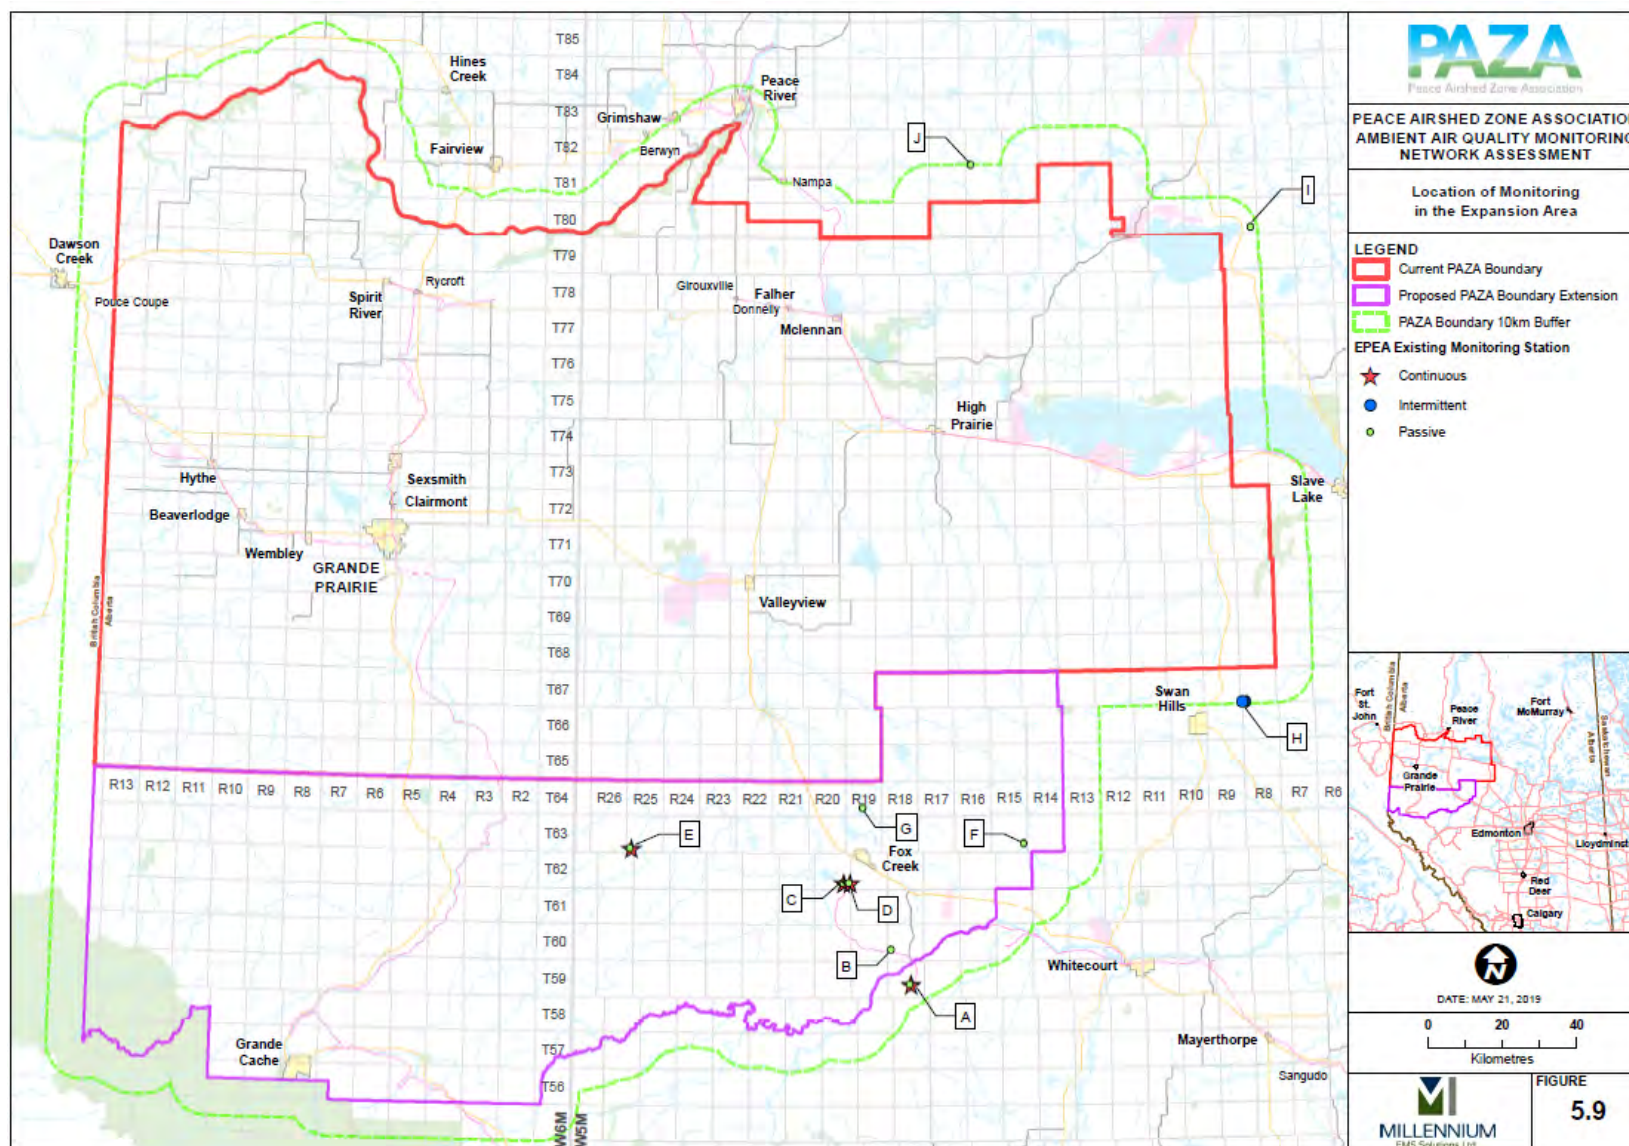 T85
T84
T83
T82
T81
T80
T79
T78
T77
T76
T75
T74
T73
T72
T71
T70
T69
T68
T67
T66
T65
T64
T63
T62
T61
T60
T59
T58
T57
T56
W6M
W5M
R13 R12 R11 R10 R9 R8 R7 R6 R5 R4 R3 R2
R26 R25 R24 R23 R22 R21 R20 R19 R18 R17 R16 R15 R14 R13 R12 R11 R10 R9 R8 R7 R6
Hines
Creek
Peace
River
Grimshaw
Berwyn
Fairview
Nampa
J
I
Dawson
Creek
Pouce Coupe
Spirit
River
Rycroft
Girouxville
Falher
Donnelly
Mclennan
High
Prairie
Hythe
Sexsmith
Clairmont
Beaverlodge
Wembley
GRANDE
PRAIRIE
Slave
Lake
Valleyview
British Columbia
Alberta
Swan
Hills
H
E
G
F
Fox
Creek
C
D
B
A
Whitecourt
Grande
Cache
Mayerthorpe
Sangudo
PAZA
Peace Airshed Zone Association
PEACE AIRSHED ZONE ASSOCIATION
AMBIENT AIR QUALITY MONITORING
NETWORK ASSESSMENT
Location of Monitoring
in the Expansion Area
LEGEND
Current PAZA Boundary
Proposed PAZA Boundary Extension
PAZA Boundary 10km Buffer
EPEA Existing Monitoring Station
Continuous
Intermittent
Passive
Fort
St.
John
British Columbia
Alberta
Peace
River
Fort
McMurray
Alberta
Saskatchewan
Grande
Prairie
Edmonton
Lloydminst
Red
Deer
Calgary
N
DATE: MAY 21, 2019
0 20 40
Kilometres
MILLENNIUM
EMS Solutions Ltd.
FIGURE
5.9